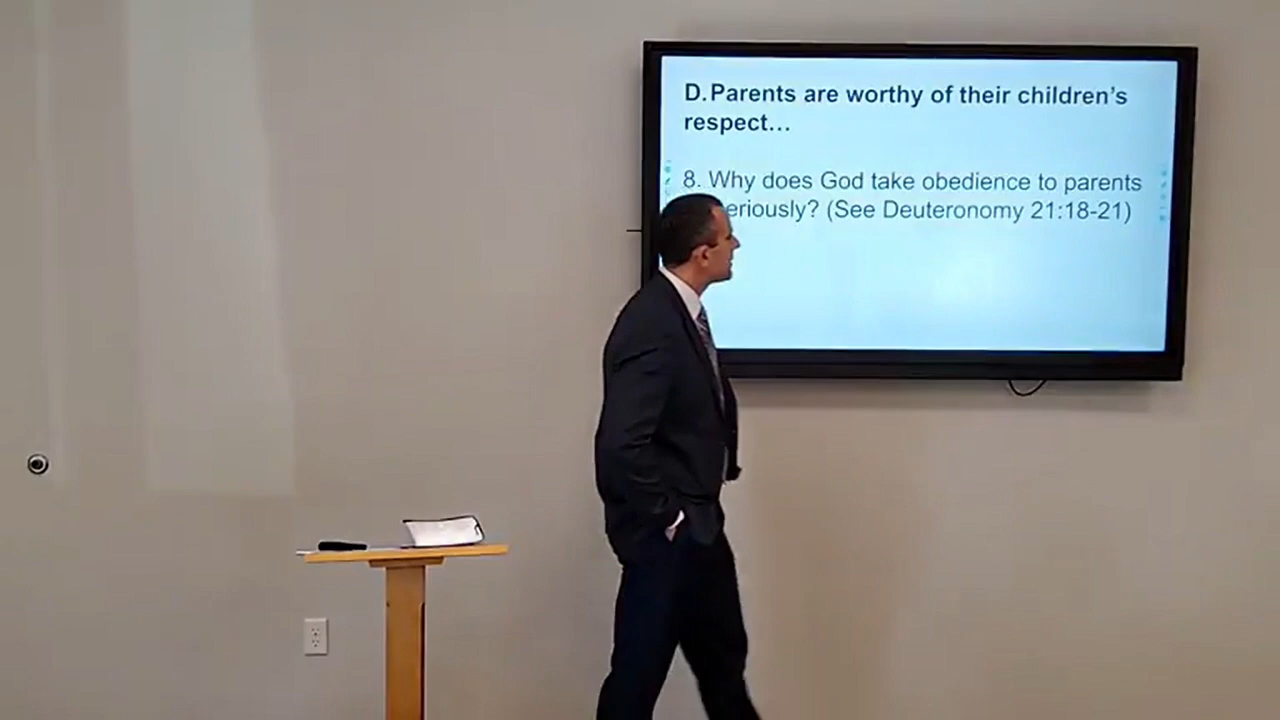 D. Parents are worthy of their children's
respect...
8. Why does God take obedience to parents
(See Deuteronomy 21:18-21)